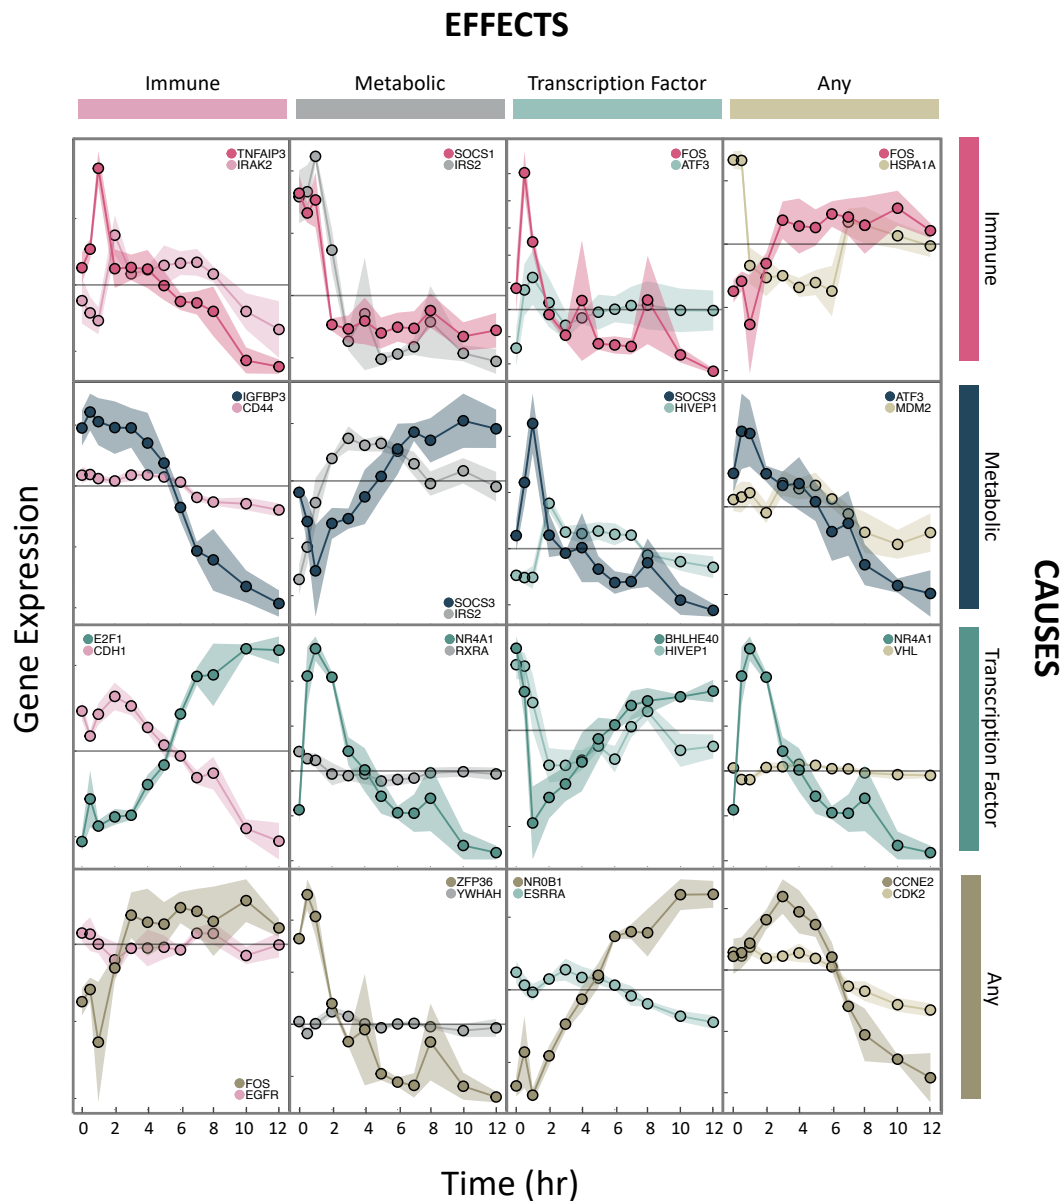 EFFECTS
Immune
Metabolic
Transcription Factor
Any
TNFAIP3
IRAK2
SOCS1
IRS2
FOS
ATF3
FOS
HSPA1A
Immune
IGFBP3
CD44
SOCS3
IRS2
SOCS3
HIVEP1
ATF3
MDM2
Metabolic
E2F1
CDH1
NR4A1
RXRA
BHLHE40
HIVEP1
NR4A1
VHL
Transcription Factor
FOS
EGFR
ZFP36
YWHAH
NR0B1
ESRRA
CCNE2
CDK2
Any
CAUSES
Gene Expression
0 2 4 6 8 10 12
0 2 4 6 8 10 12
0 2 4 6 8 10 12
0 2 4 6 8 10 12
Time (hr)